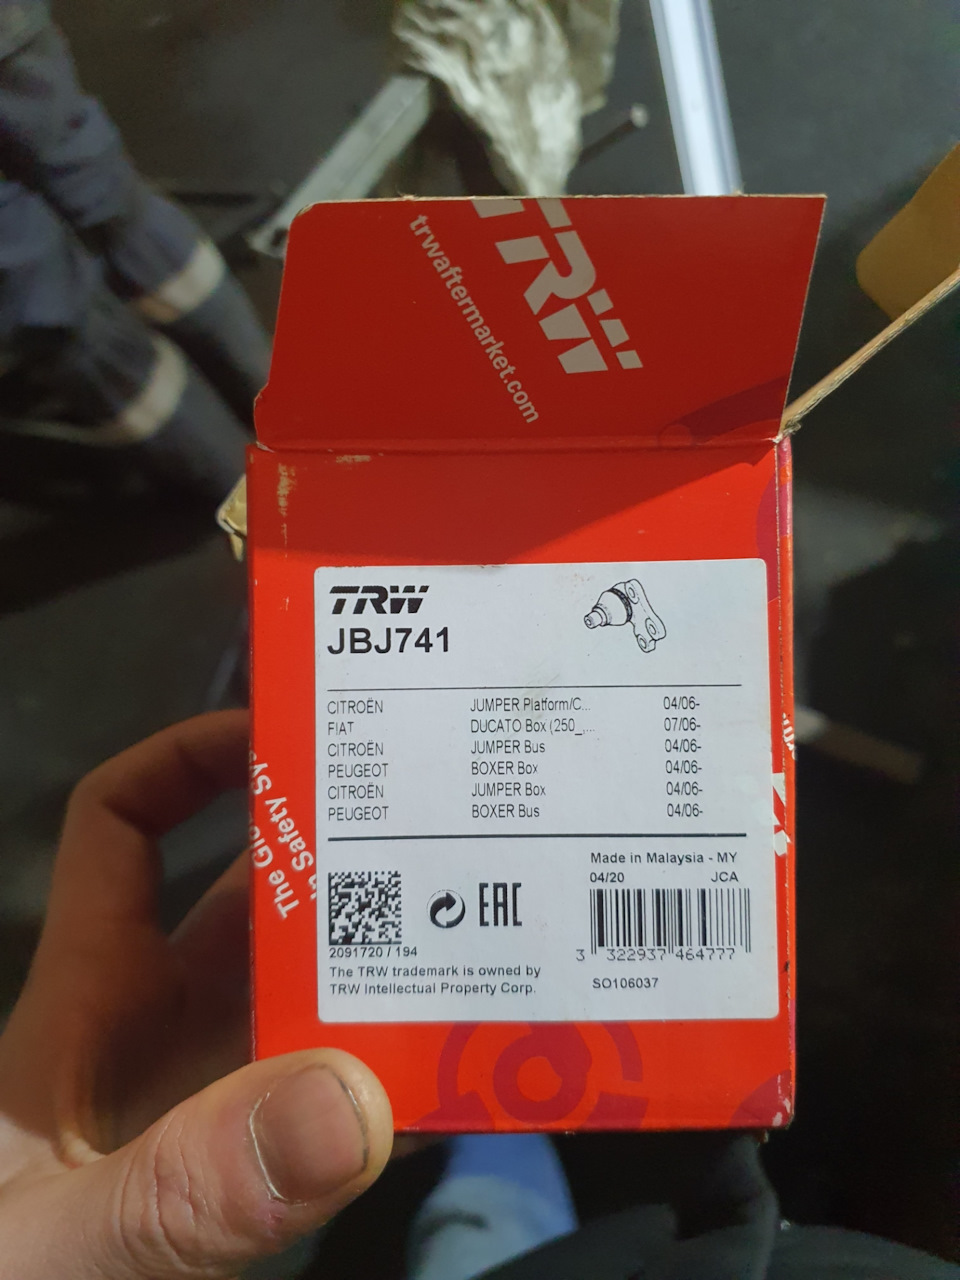 TRW
trwaftermarket.com
TRW
JBJ741
CITROËN JUMPER Platform/C... 04/06-
FIAT DUCATO Box (250_,... 07/06-
CITROËN JUMPER Bus 04/06-
PEUGEOT BOXER Box 04/06-
CITROËN JUMPER Box 04/06-
PEUGEOT BOXER Bus 04/06-
Made in Malaysia - MY
04/20 JCA
EAC
2091720 / 194
3 322937 464777
The TRW trademark is owned by
TRW Intellectual Property Corp.
SO106037
The
in Safety